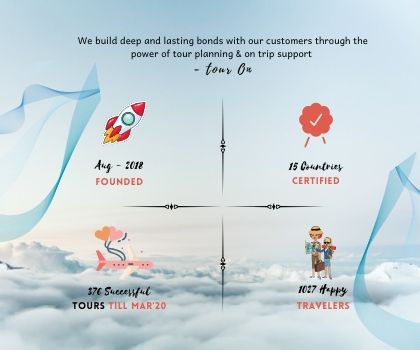 We build deep and lasting bonds with our customers through the
power of tour planning & on trip support
- tour On
Aug - 2018
FOUNDED
15 Countries
CERTIFIED
376 Successful
TOURS TILL MAR'20
1027 Happy
TRAVELERS